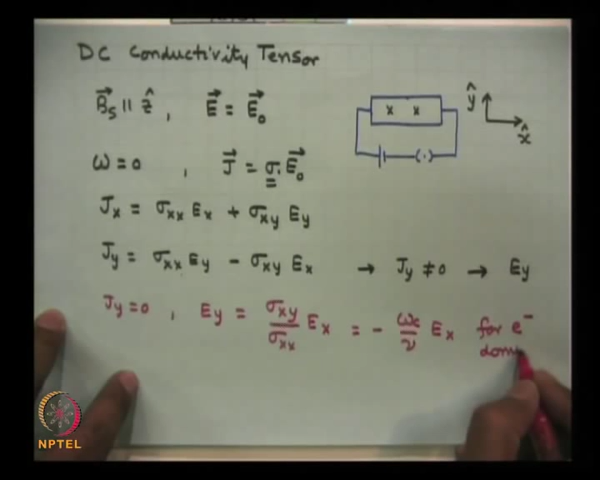 DC Conductivity Tensor
B⃗s ∥ ẑ , E⃗ = E⃗₀
ŷ
x x
x̂
ω = 0 , J⃗ = σ̳ · E⃗₀
Jx = σxx Ex + σxy Ey
Jy = σxx Ey − σxy Ex → Jy ≠ 0 → Ey
Jy = 0 , Ey = σxy/σxx Ex = − ωc/ν Ex for e⁻
dom
NPTEL